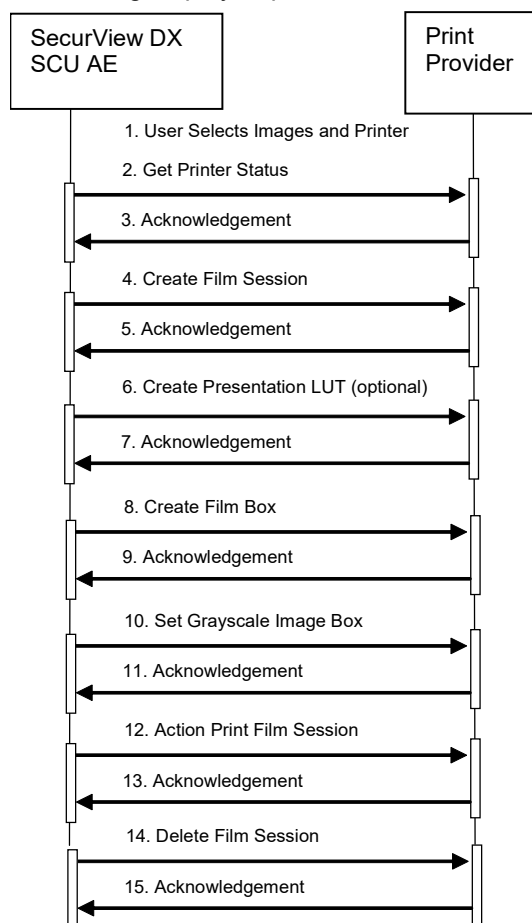 SecurView DX
SCU AE
Print
Provider
1. User Selects Images and Printer
2. Get Printer Status
3. Acknowledgement
4. Create Film Session
5. Acknowledgement
6. Create Presentation LUT (optional)
7. Acknowledgement
8. Create Film Box
9. Acknowledgement
10. Set Grayscale Image Box
11. Acknowledgement
12. Action Print Film Session
13. Acknowledgement
14. Delete Film Session
15. Acknowledgement